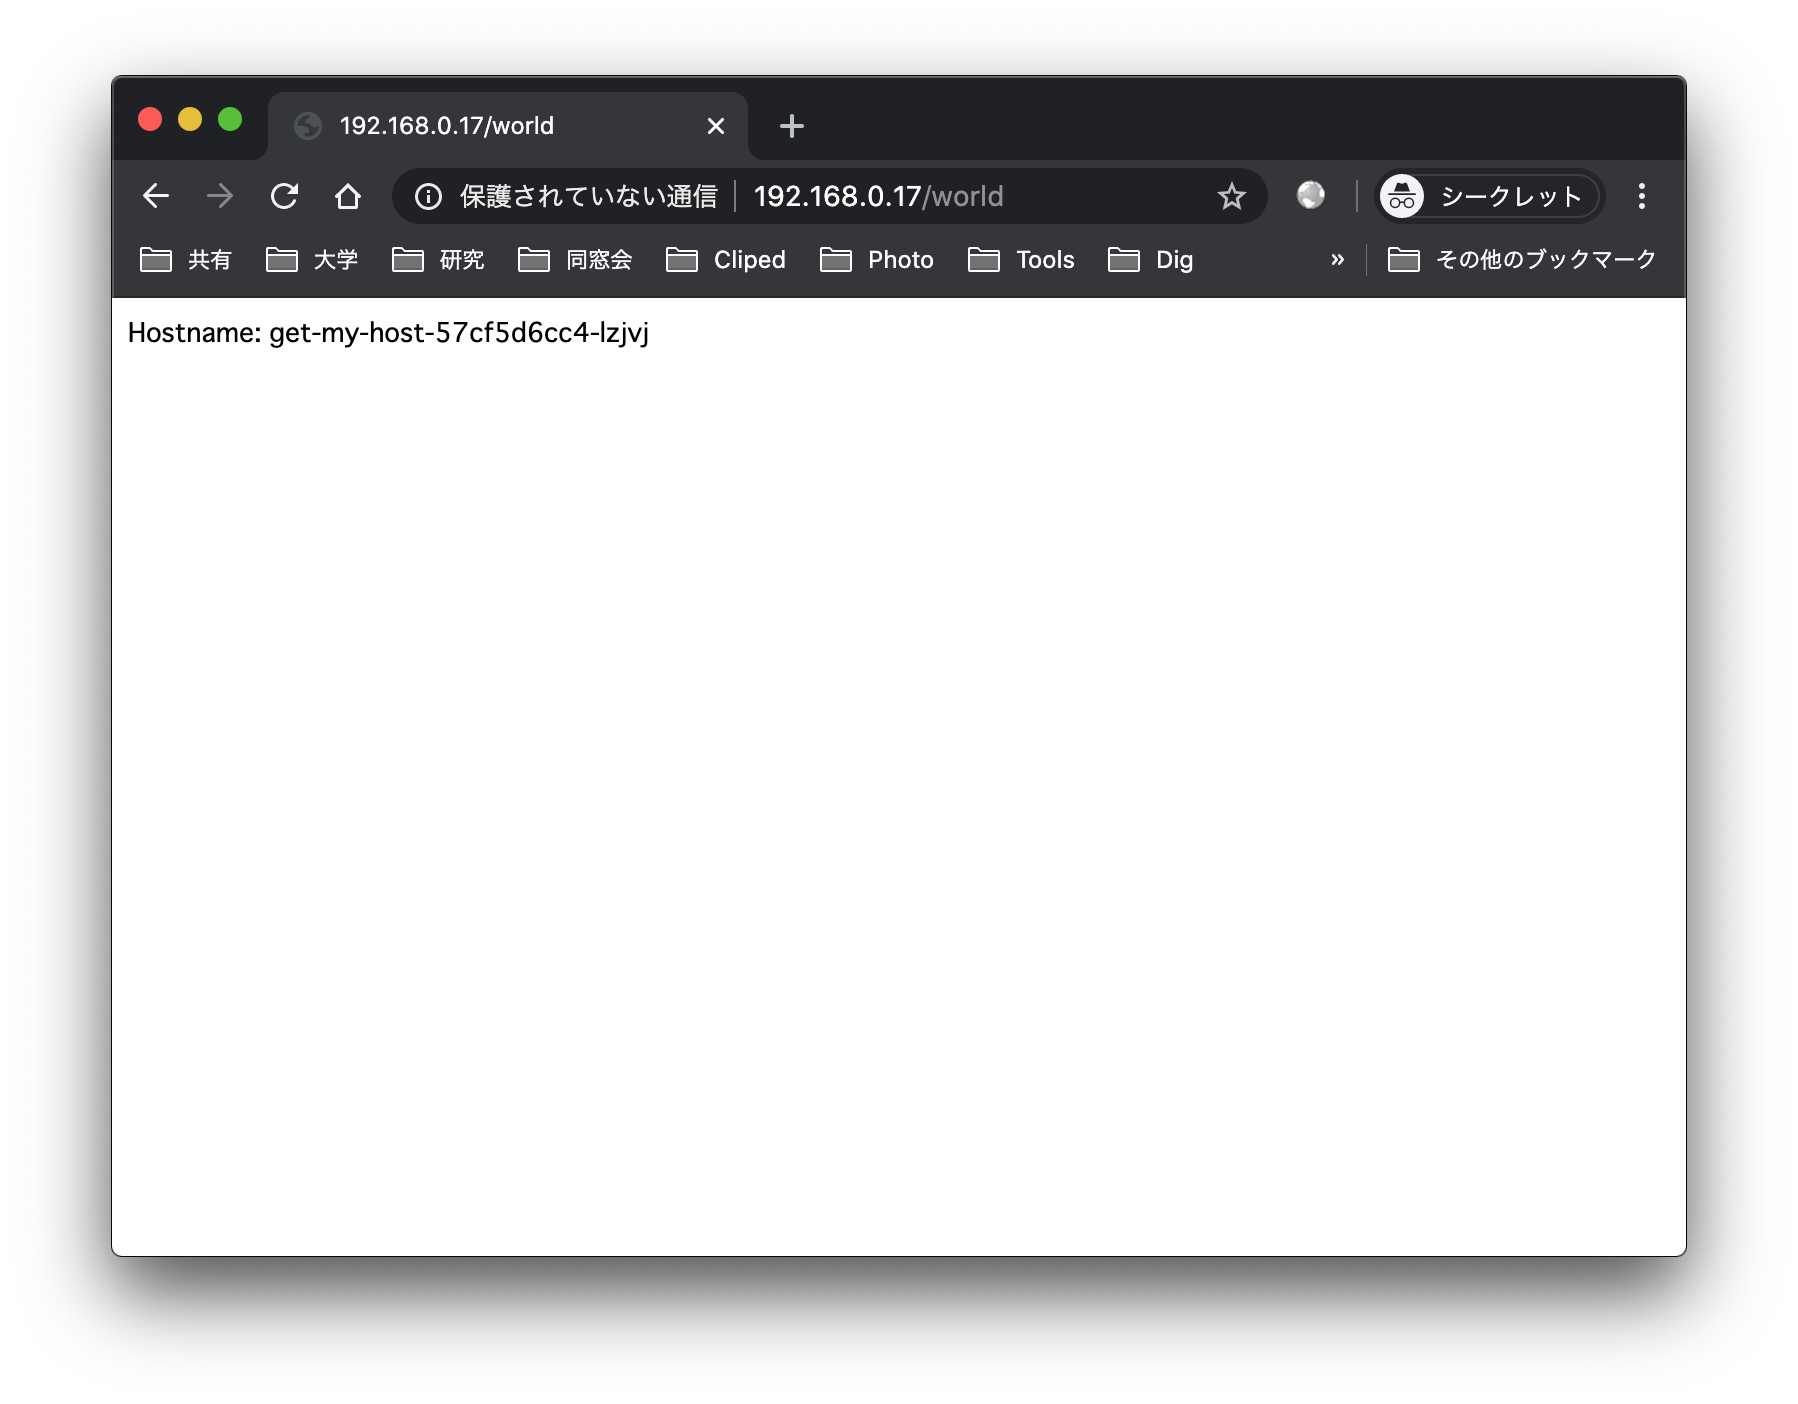 192.168.0.17/world
保護されていない通信 192.168.0.17/world シークレット
共有 大学 研究 同窓会 Cliped Photo Tools Dig » その他のブックマーク
Hostname: get-my-host-57cf5d6cc4-lzjvj